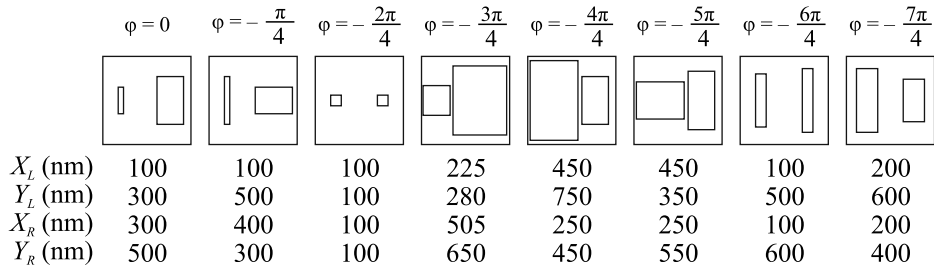 φ = 0 φ = − π/4 φ = − 2π/4 φ = − 3π/4 φ = − 4π/4 φ = − 5π/4 φ = − 6π/4 φ = − 7π/4
X_L (nm) 100 100 100 225 450 450 100 200
Y_L (nm) 300 500 100 280 750 350 500 600
X_R (nm) 300 400 100 505 250 250 100 200
Y_R (nm) 500 300 100 650 450 550 600 400